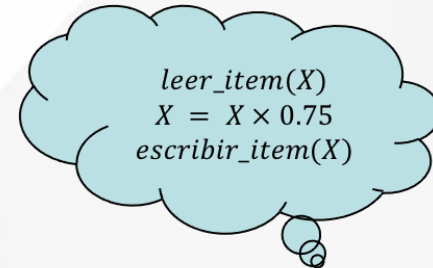 leer_item(X)
X = X × 0.75
escribir_item(X)